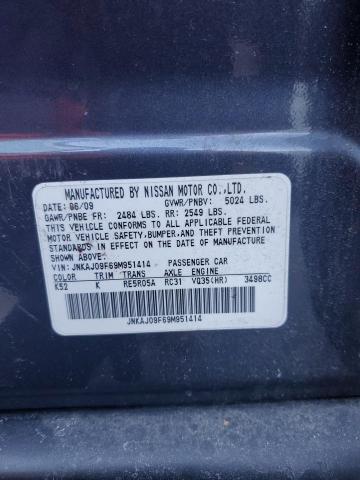 MANUFACTURED BY NISSAN MOTOR CO.,LTD.
DATE: 06/09 GVWR/PNBV: 5024 LBS.
GAWR/PNBE FR: 2484 LBS. RR: 2549 LBS.
THIS VEHICLE CONFORMS TO ALL APPLICABLE FEDERAL
MOTOR VEHICLE SAFETY, BUMPER, AND THEFT PREVENTION
STANDARDS IN EFFECT ON THE DATE OF MANUFACTURE
SHOWN ABOVE.
VIN: JNKAJ09F69M951414 PASSENGER CAR
COLOR TRIM TRANS AXLE ENGINE
K52 K RE5R05A RC31 VQ35(HR) 3498CC
JNKAJ09F69M951414